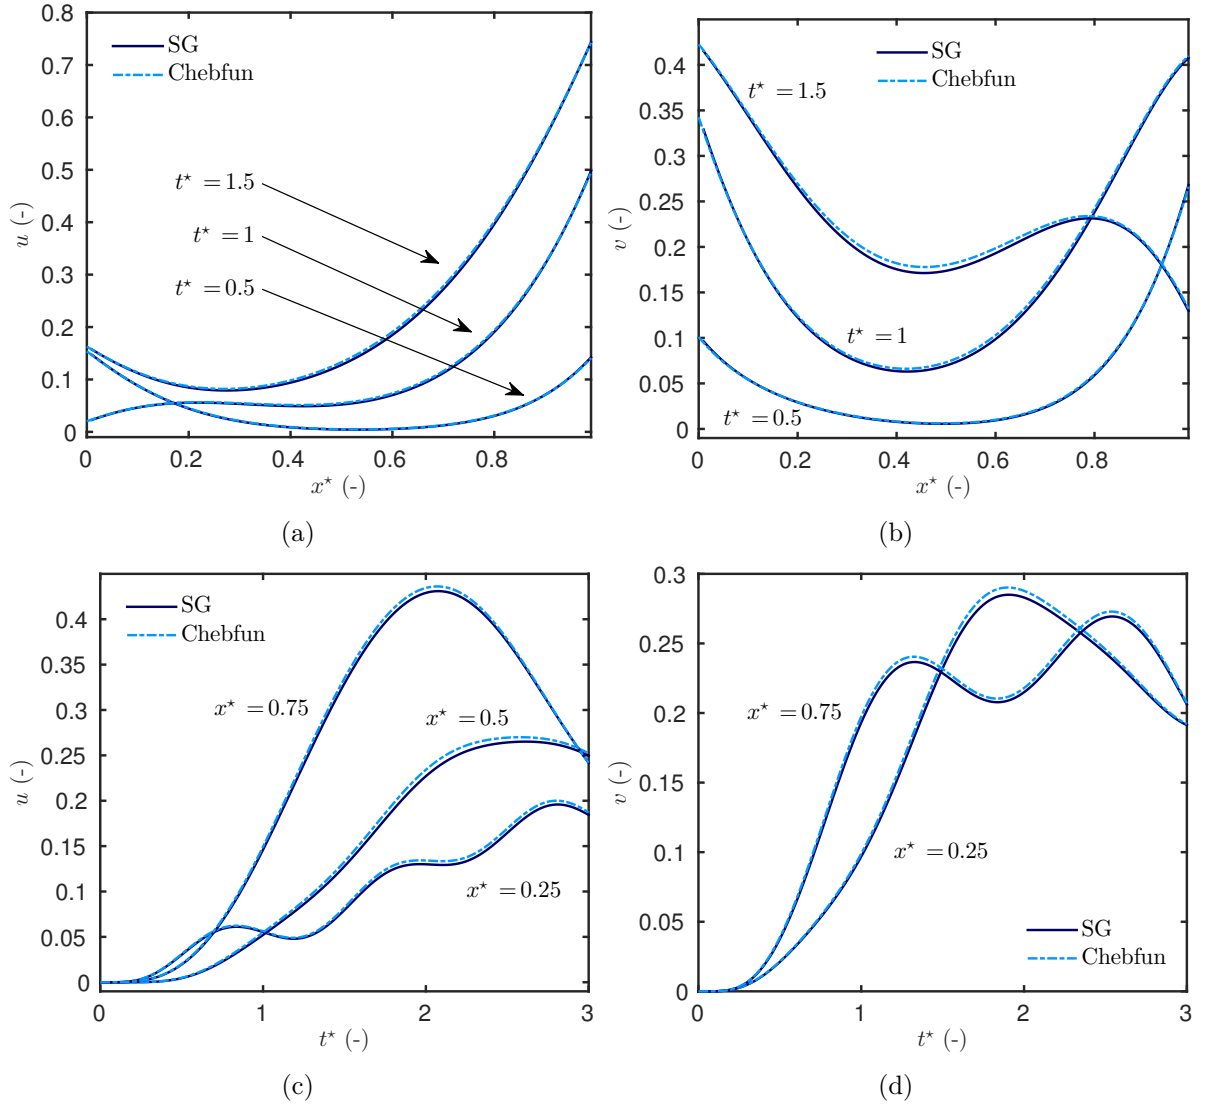 0.8
0.7
0.6
0.5
0.4
0.3
0.2
0.1
0
u (-)
SG
Chebfun
t⋆ = 1.5
t⋆ = 1
t⋆ = 0.5
0 0.2 0.4 0.6 0.8
x⋆ (-)
(a)
0.4
0.35
0.3
0.25
0.2
0.15
0.1
0.05
0
v (-)
SG
Chebfun
t⋆ = 1.5
t⋆ = 1
t⋆ = 0.5
0 0.2 0.4 0.6 0.8
x⋆ (-)
(b)
0.4
0.35
0.3
0.25
0.2
0.15
0.1
0.05
0
u (-)
SG
Chebfun
x⋆ = 0.75
x⋆ = 0.5
x⋆ = 0.25
0 1 2 3
t⋆ (-)
(c)
0.3
0.25
0.2
0.15
0.1
0.05
0
v (-)
x⋆ = 0.75
x⋆ = 0.25
SG
Chebfun
0 1 2 3
t⋆ (-)
(d)